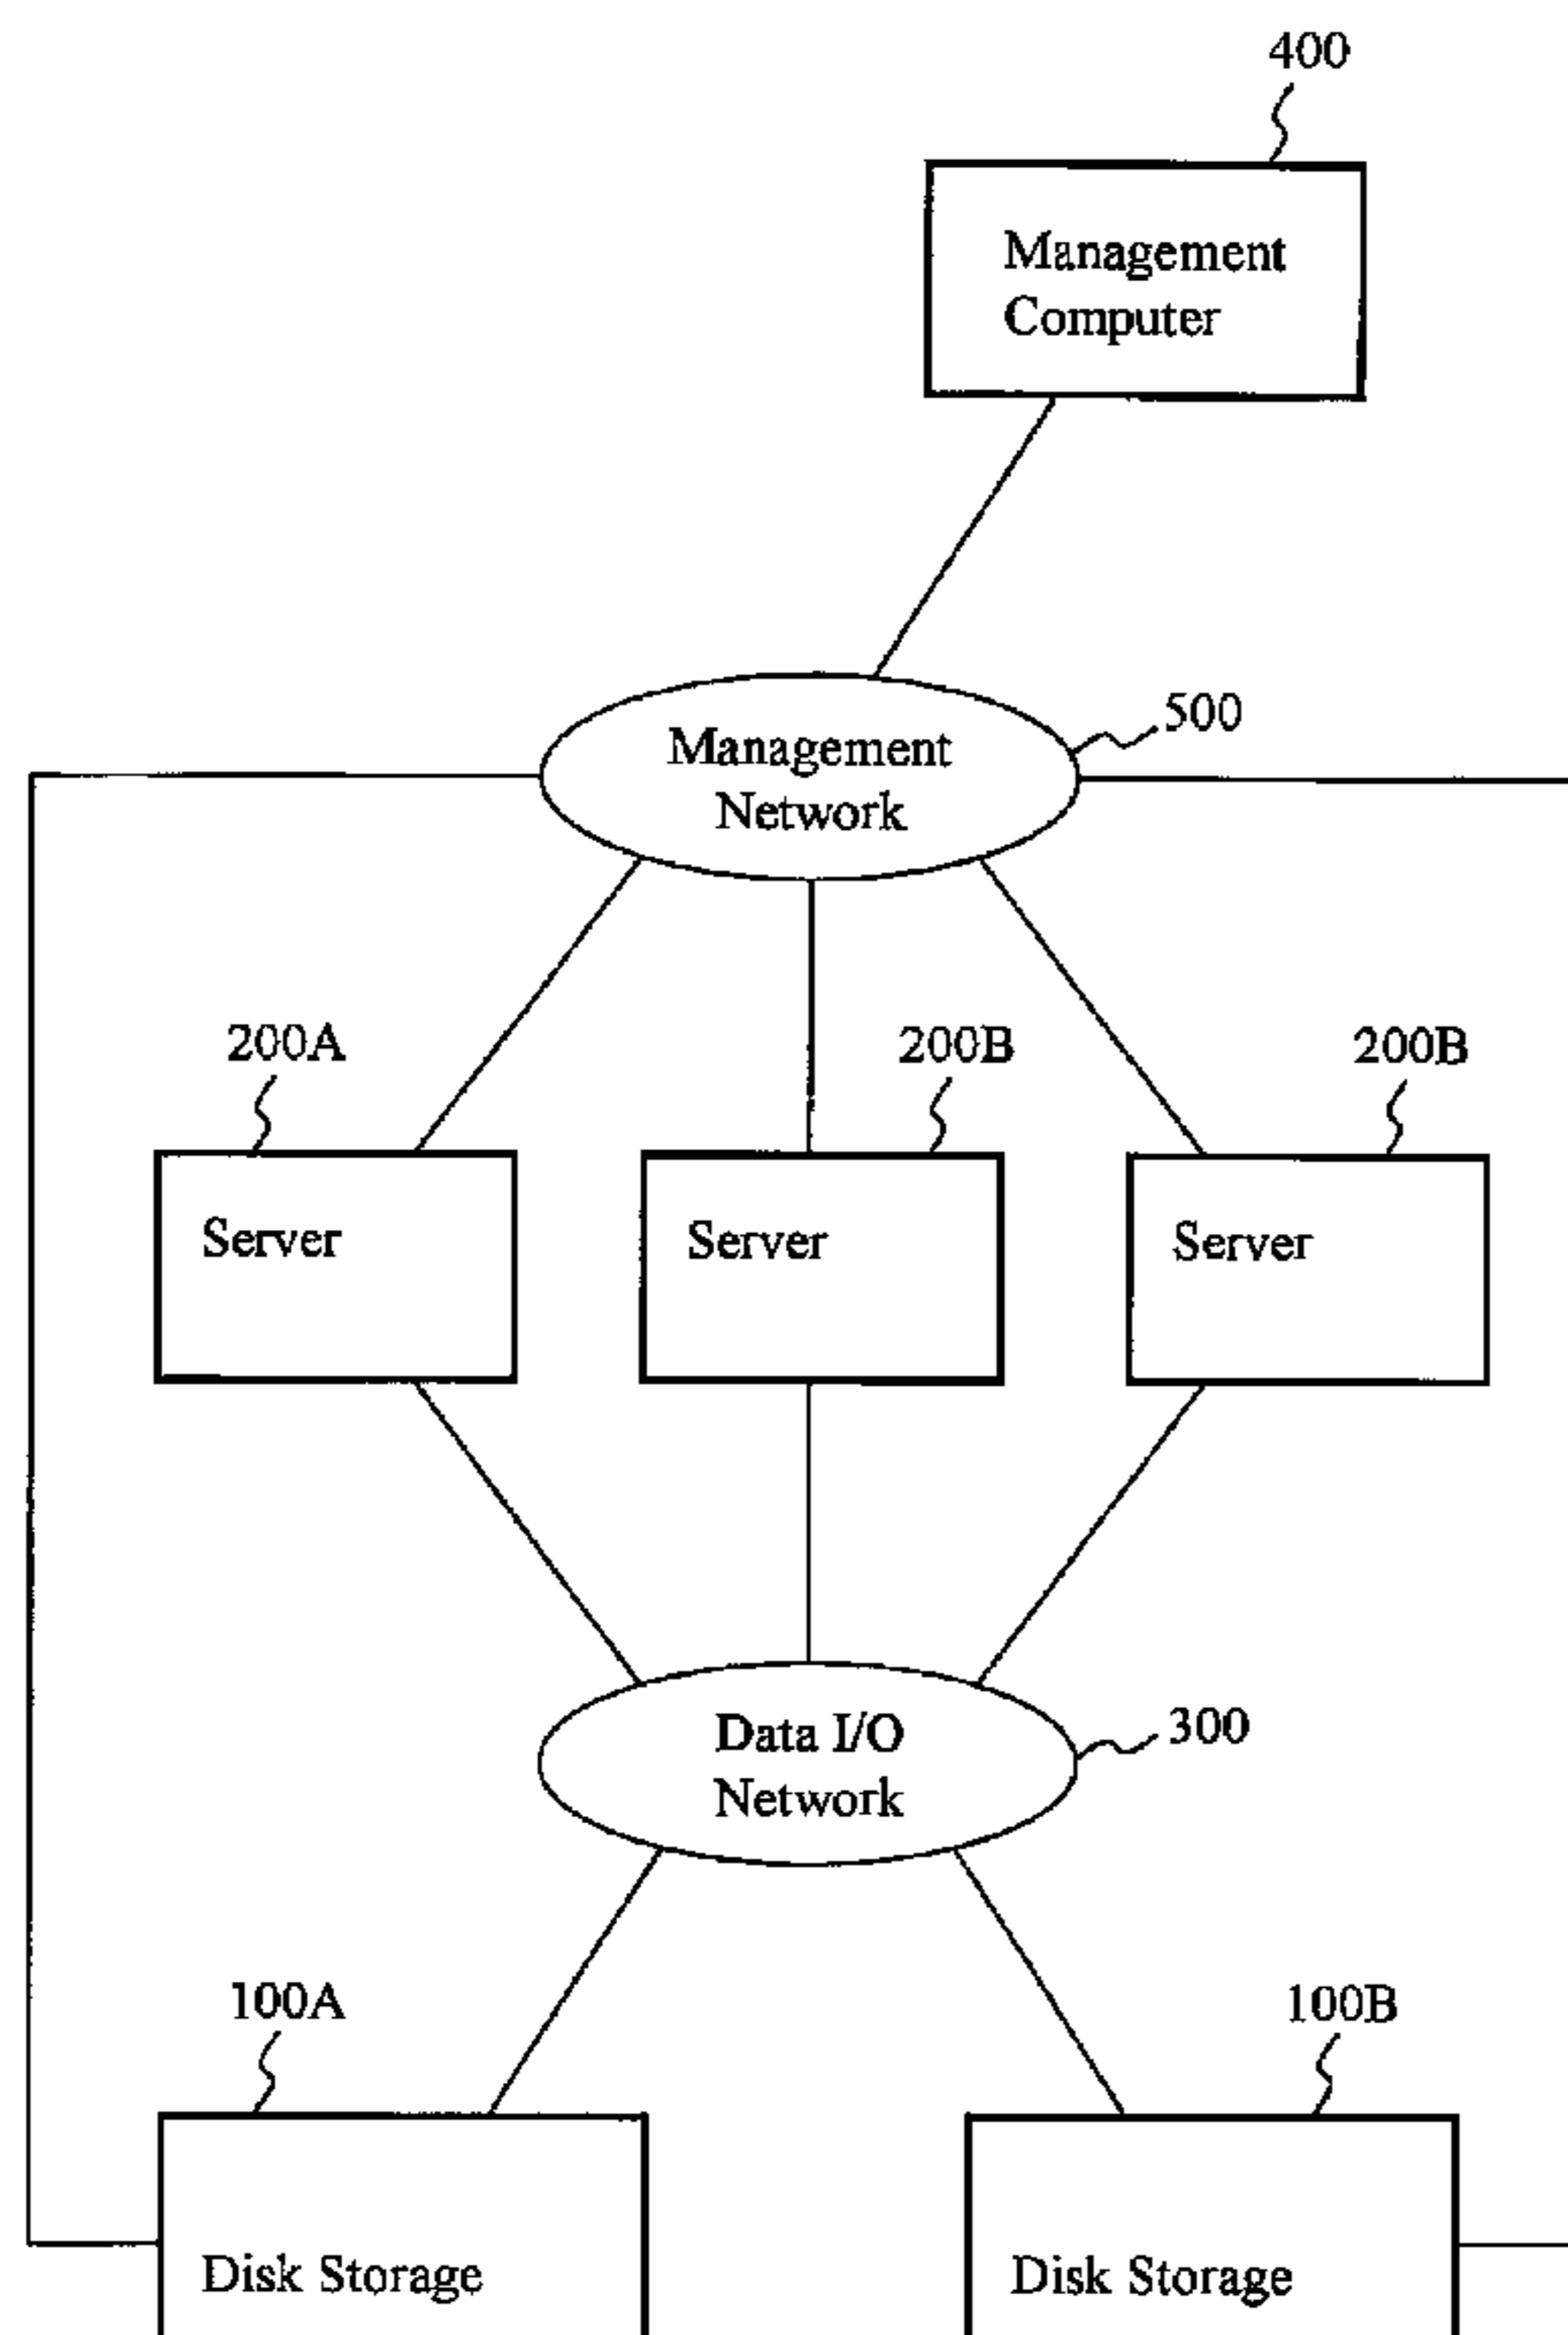 400
Management
Computer
500
Management
Network
200A
200B
200B
Server
Server
Server
300
Data I/O
Network
100A
100B
Disk Storage
Disk Storage